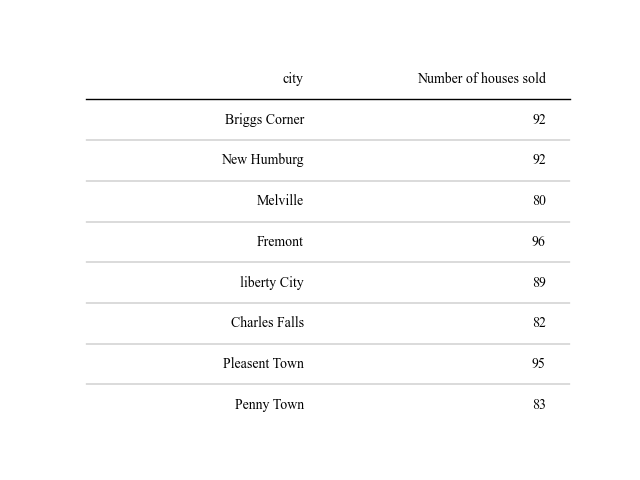 city Number of houses sold
Briggs Corner 92
New Humburg 92
Melville 80
Fremont 96
liberty City 89
Charles Falls 82
Pleasent Town 95
Penny Town 83